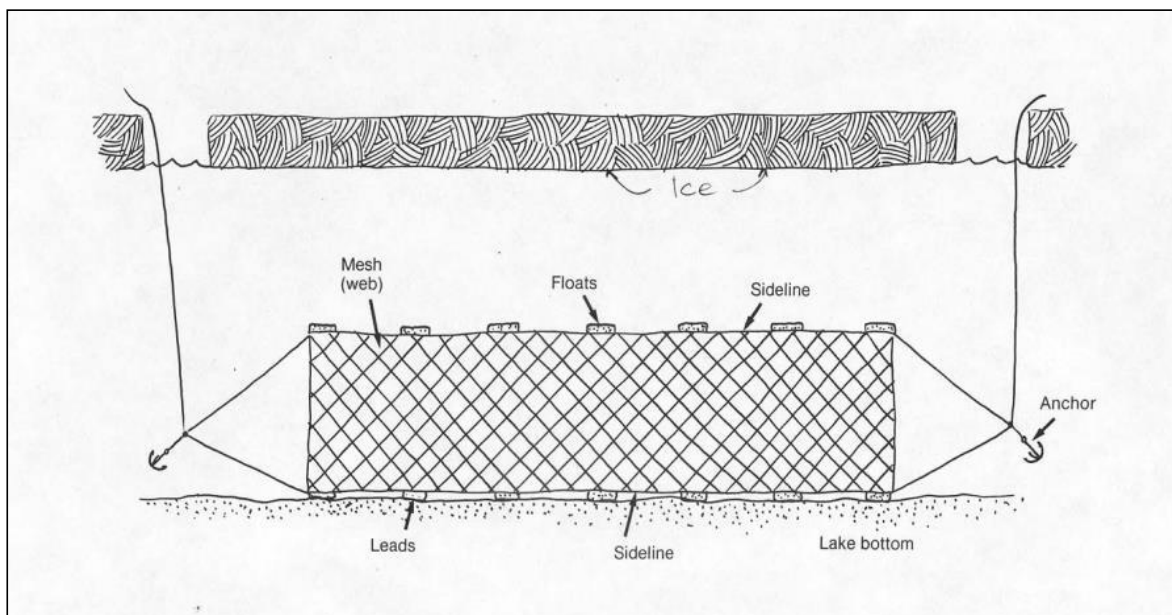 Ice
Mesh
(web)
Floats
Sideline
Anchor
Leads
Sideline
Lake bottom